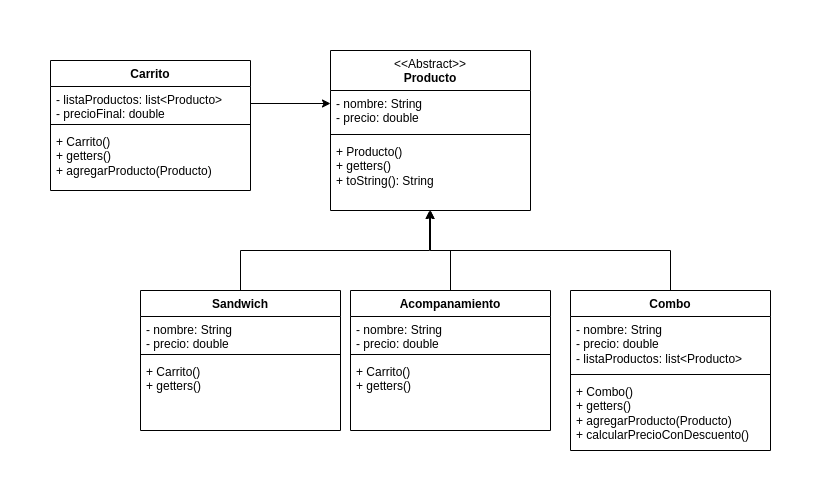 Carrito
- listaProductos: list<Producto>
- precioFinal: double
+ Carrito()
+ getters()
+ agregarProducto(Producto)
<<Abstract>>
Producto
- nombre: String
- precio: double
+ Producto()
+ getters()
+ toString(): String
Sandwich
- nombre: String
- precio: double
+ Carrito()
+ getters()
Acompanamiento
- nombre: String
- precio: double
+ Carrito()
+ getters()
Combo
- nombre: String
- precio: double
- listaProductos: list<Producto>
+ Combo()
+ getters()
+ agregarProducto(Producto)
+ calcularPrecioConDescuento()